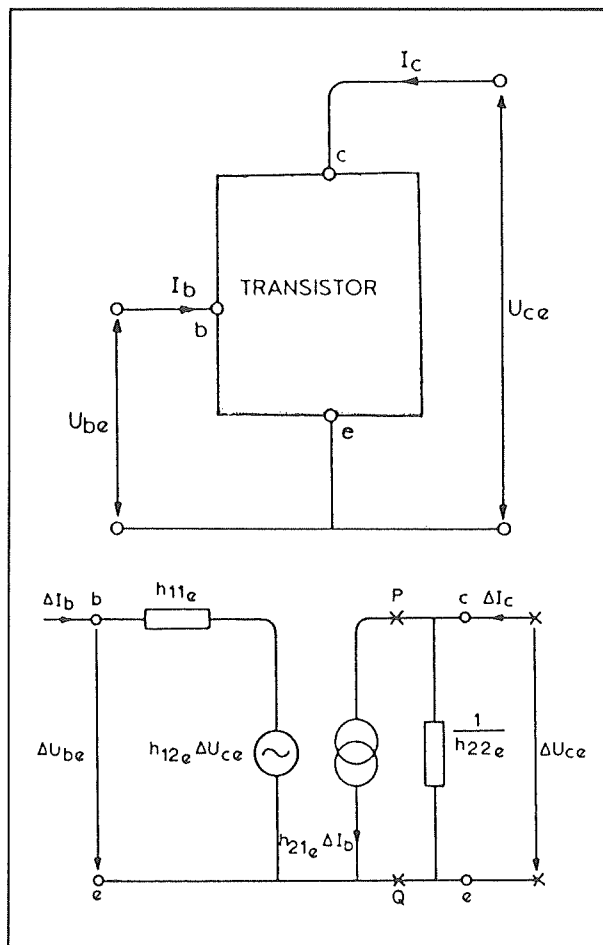 Ic
c
Ib
TRANSISTOR
b
Uce
Ube
e
h11e
ΔIb
b
P
c
ΔIc
ΔUbe
h12e ΔUce
1
h22e
ΔUce
h21e ΔIb
e
Q
e